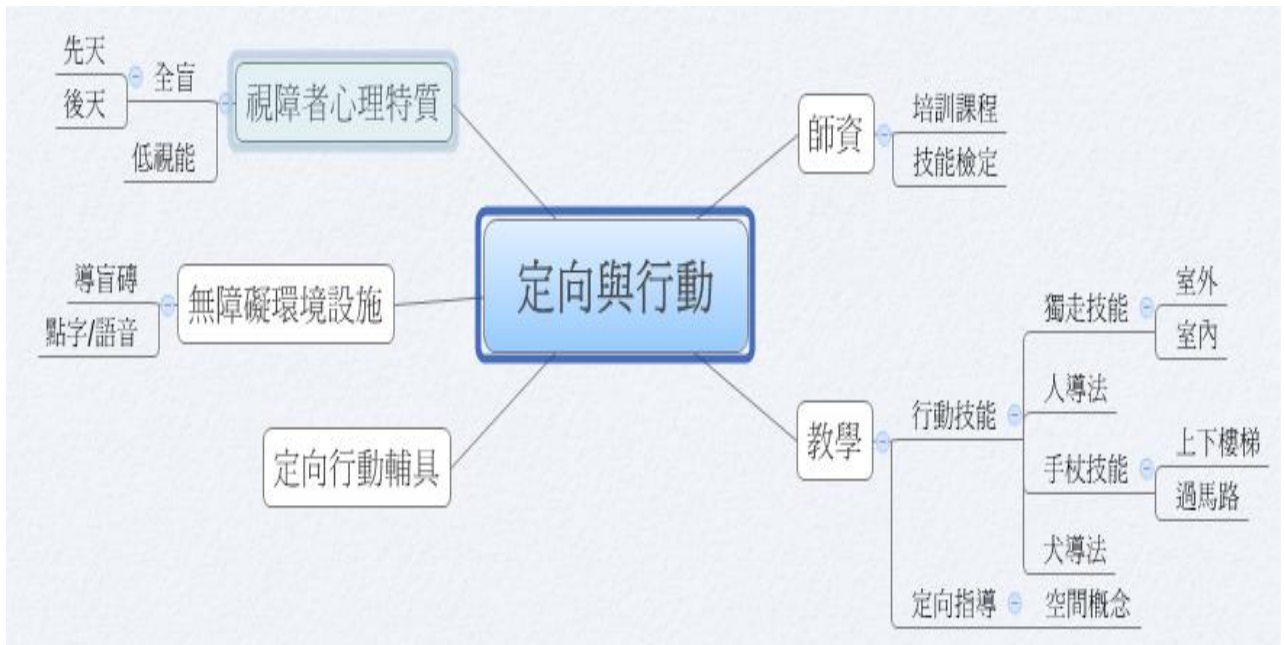 定向與行動
視障者心理特質
全盲
先天
後天
低視能
無障礙環境設施
導盲磚
點字/語音
定向行動輔具
師資
培訓課程
技能檢定
教學
行動技能
獨走技能
室外
室內
人導法
手杖技能
上下樓梯
過馬路
犬導法
定向指導
空間概念